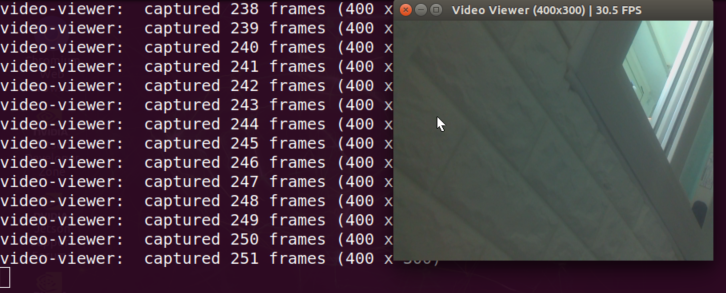 Video Viewer (400x300) | 30.5 FPS
video-viewer: captured 238 frames (400 x
video-viewer: captured 239 frames (400 x
video-viewer: captured 240 frames (400 x
video-viewer: captured 241 frames (400 x
video-viewer: captured 242 frames (400 x
video-viewer: captured 243 frames (400 x
video-viewer: captured 244 frames (400 x
video-viewer: captured 245 frames (400 x
video-viewer: captured 246 frames (400 x
video-viewer: captured 247 frames (400 x
video-viewer: captured 248 frames (400 x
video-viewer: captured 249 frames (400 x
video-viewer: captured 250 frames (400 x
video-viewer: captured 251 frames (400 x 300)